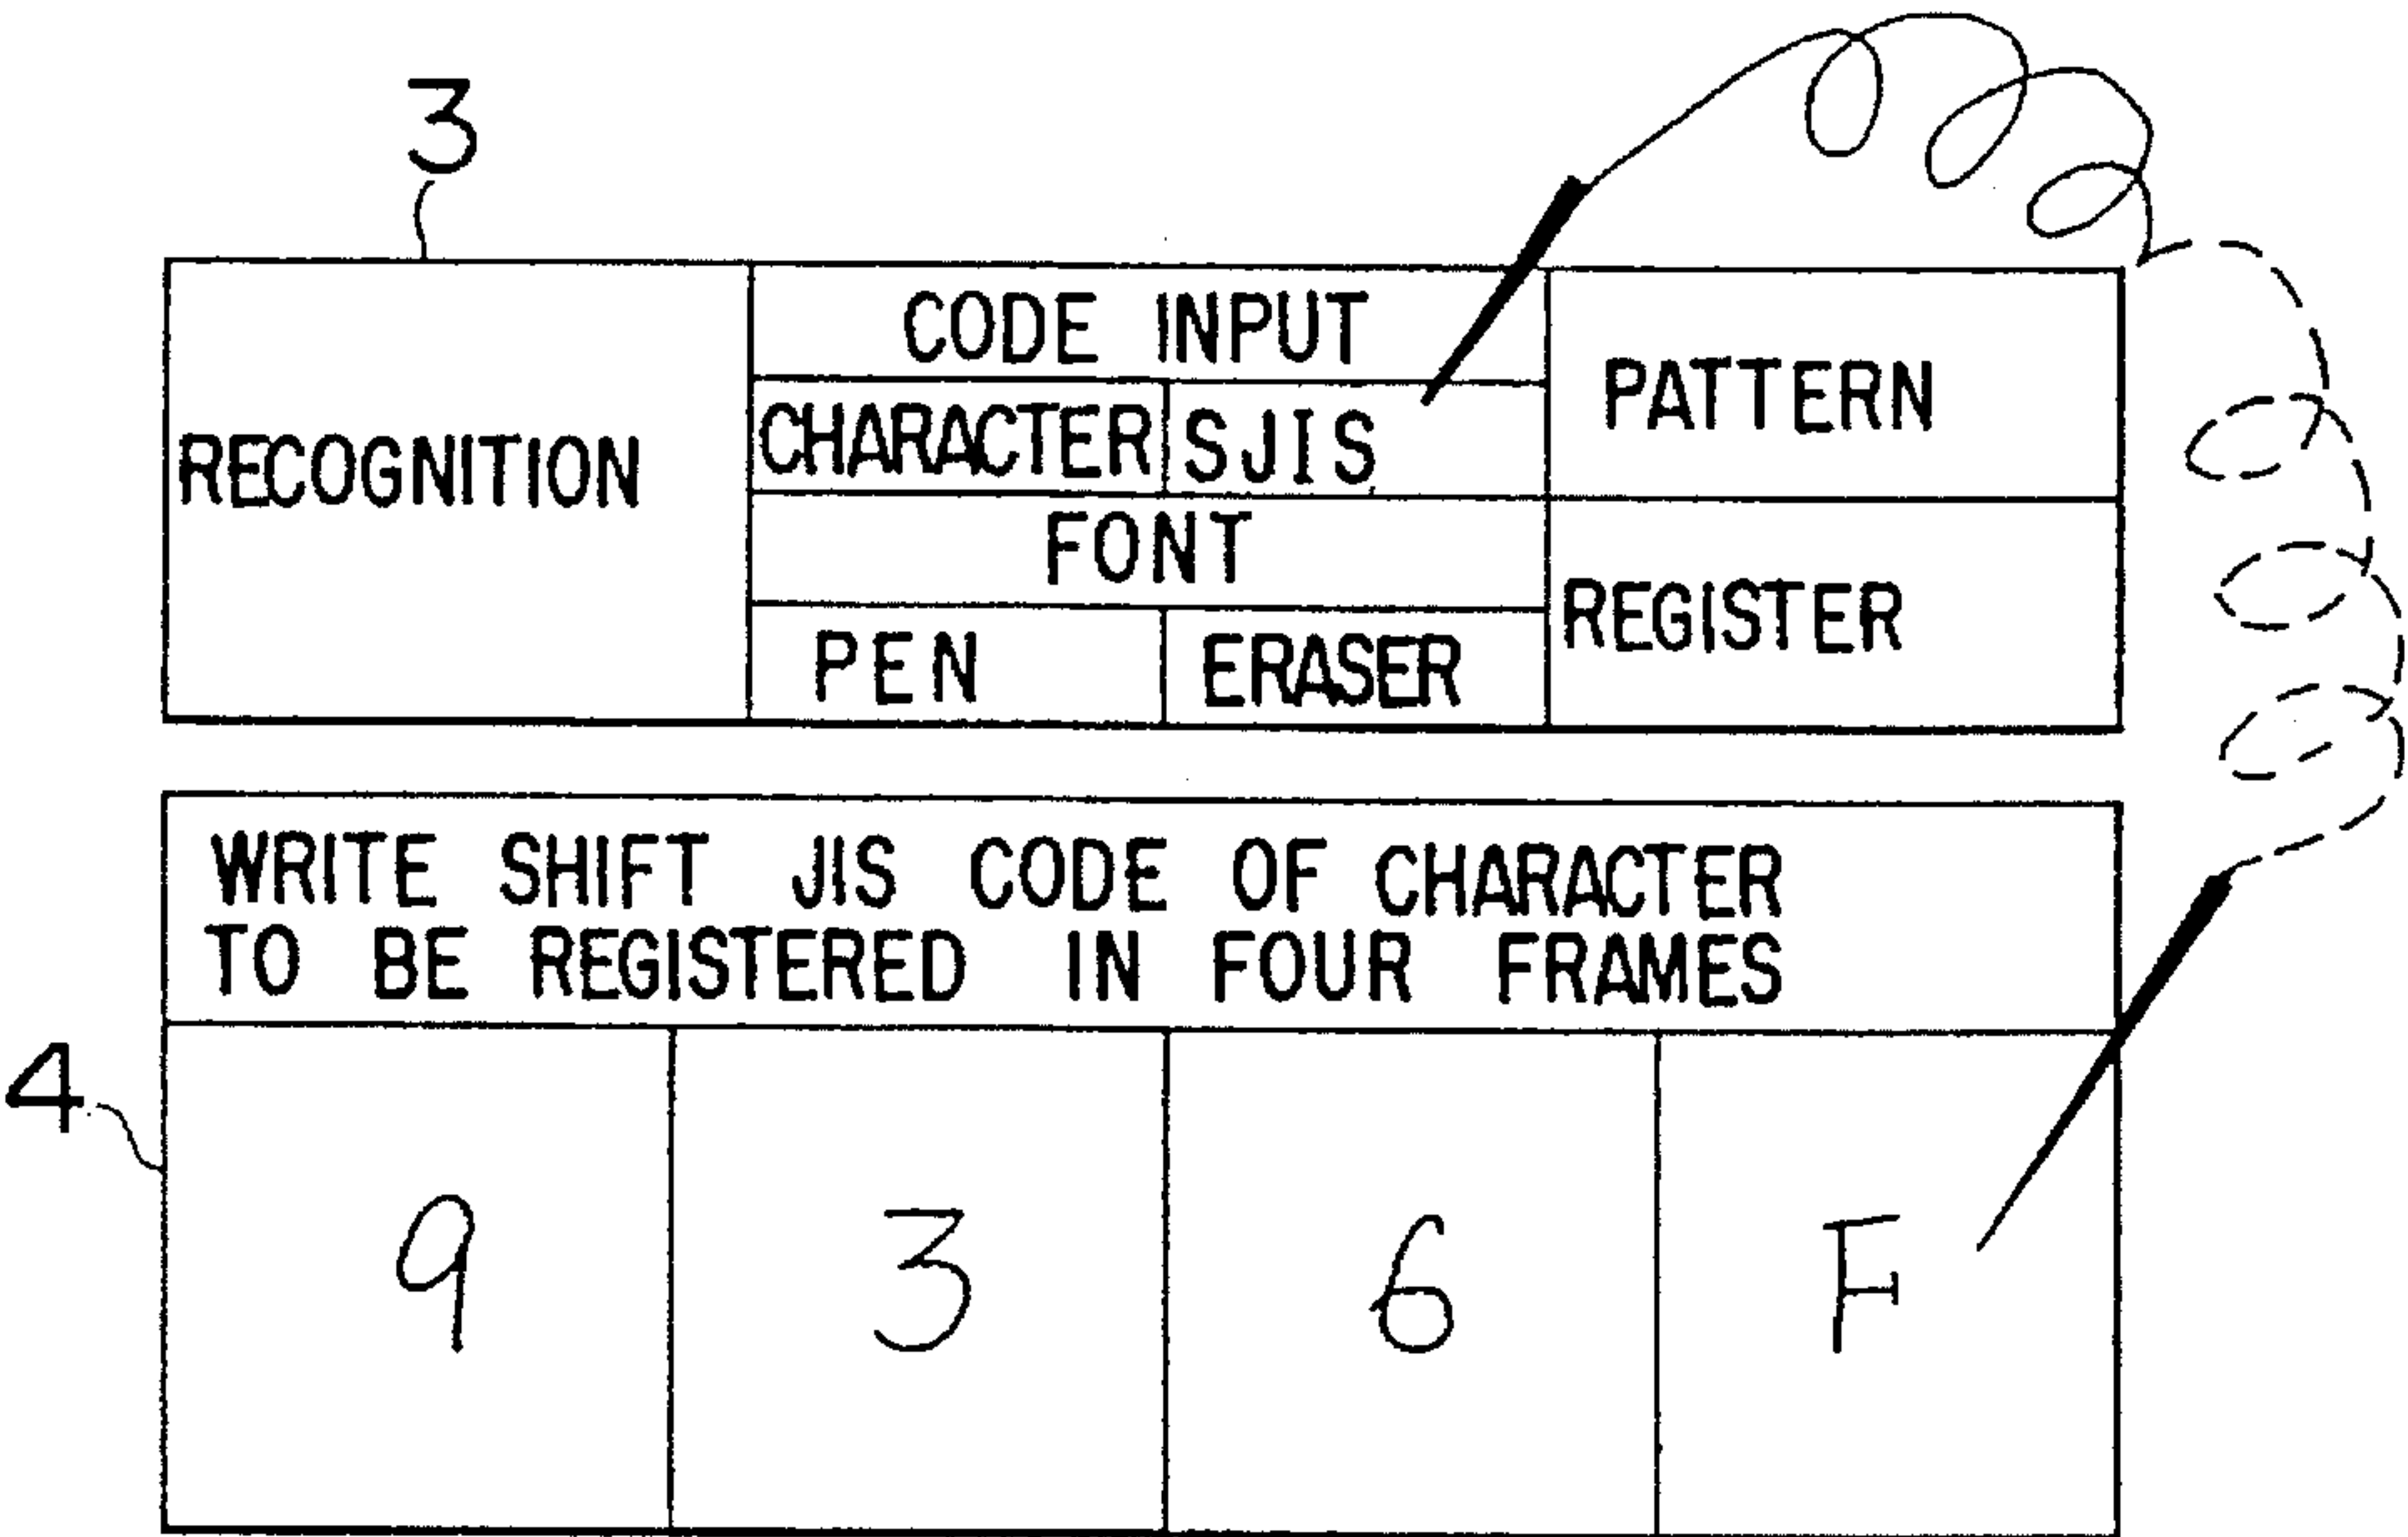 3
CODE INPUT
PATTERN
CHARACTER SJIS
RECOGNITION
FONT
REGISTER
PEN ERASER
WRITE SHIFT JIS CODE OF CHARACTER
TO BE REGISTERED IN FOUR FRAMES
4
9 3 6 F